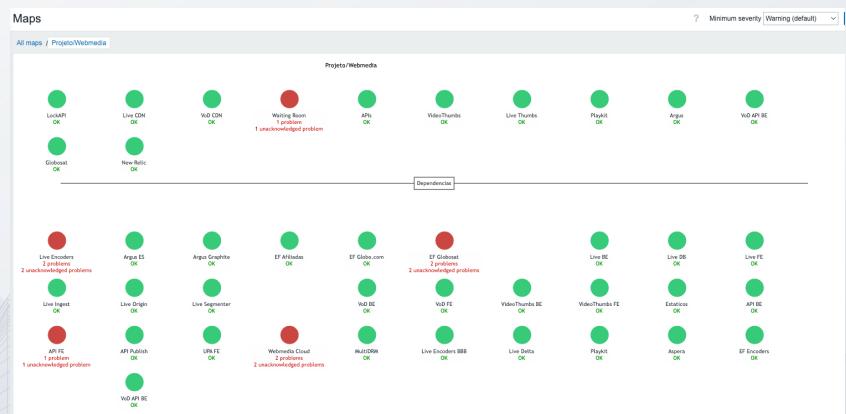 Maps
? Minimum severity Warning (default)
All maps / Projeto/Webmedia
Projeto/Webmedia
LockAPI Live CDN VoD CDN Waiting Room APIs VideoThumbs Live Thumbs Playkit Argus VoD API BE
OK OK OK 1 problem OK OK OK OK OK OK
1 unacknowledged problem
Globosat New Relic
OK OK
Dependencias
Live Encoders Argus ES Argus Graphite EF Afiliadas EF Globo.com EF Globosat Live BE Live DB Live FE
2 problems OK OK OK OK 2 problems OK OK OK
2 unacknowledged problems 2 unacknowledged problems
Live Ingest Live Origin Live Segmenter VoD BE VoD FE VideoThumbs BE VideoThumbs FE Estaticos API BE
OK OK OK OK OK OK OK OK OK
API FE API Publish UPA FE Webmedia Cloud MultiDRM Live Encoders BBB Live Delta Playkit Aspera EF Encoders
1 problem OK OK 2 problems OK OK OK OK OK OK
1 unacknowledged problem 2 unacknowledged problems
VoD API BE
OK